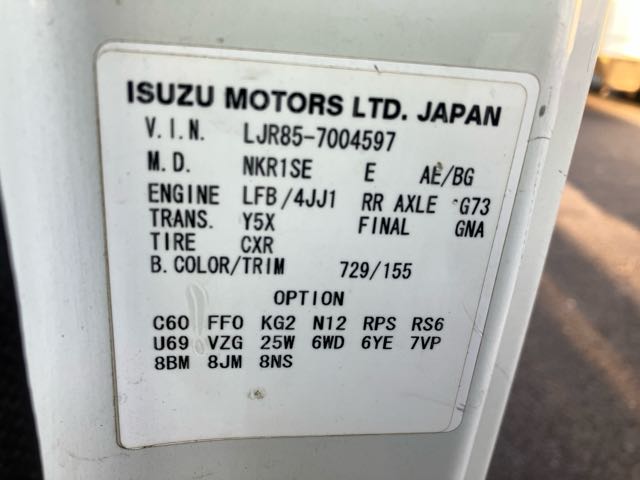 ISUZU MOTORS LTD. JAPAN
V.I.N. LJR85-7004597
M.D. NKR1SE E AE/BG
ENGINE LFB/4JJ1 RR AXLE G73
TRANS. Y5X FINAL GNA
TIRE CXR
B.COLOR/TRIM 729/155
OPTION
C60 FFO KG2 N12 RPS RS6
U69 VZG 25W 6WD 6YE 7VP
8BM 8JM 8NS